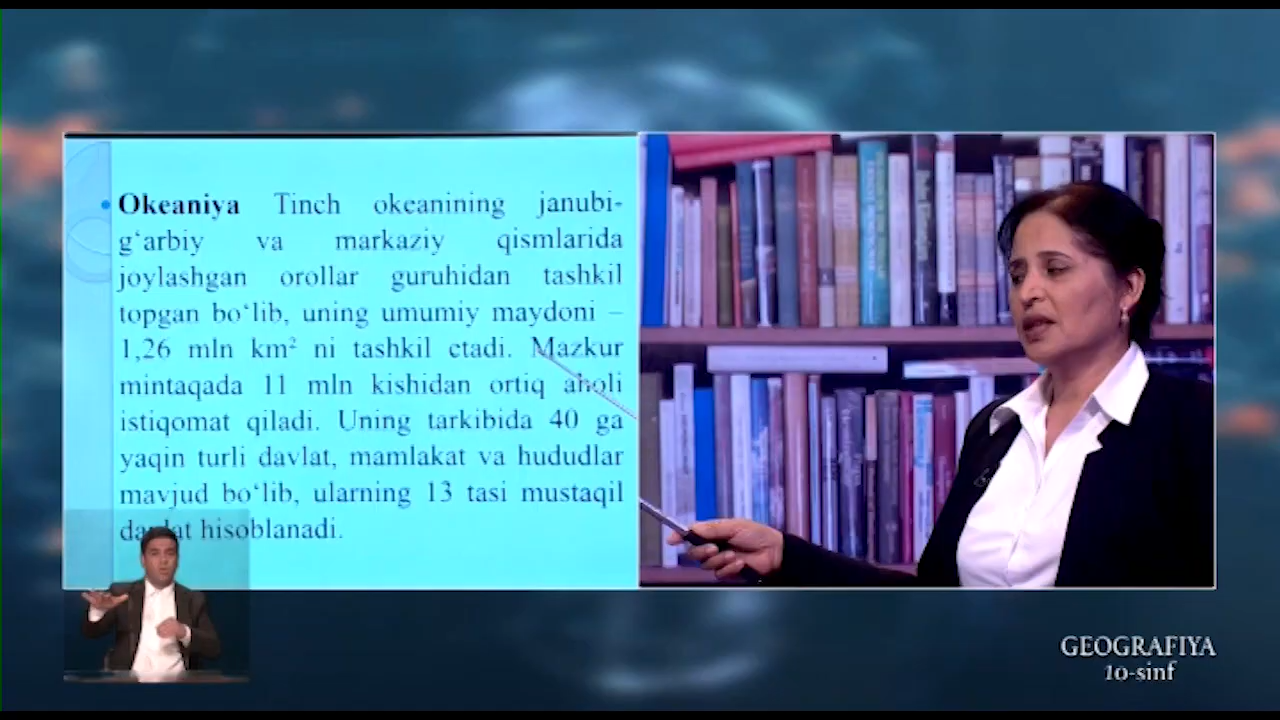 Okeaniya Tinch okeanining janubi-
g‘arbiy va markaziy qismlarida
joylashgan orollar guruhidan tashkil
topgan bo‘lib, uning umumiy maydoni –
1,26 mln km² ni tashkil etadi. Mazkur
mintaqada 11 mln kishidan ortiq aholi
istiqomat qiladi. Uning tarkibida 40 ga
yaqin turli davlat, mamlakat va hududlar
mavjud bo‘lib, ularning 13 tasi mustaqil
davlat hisoblanadi.
GEOGRAFIYA
10-sinf